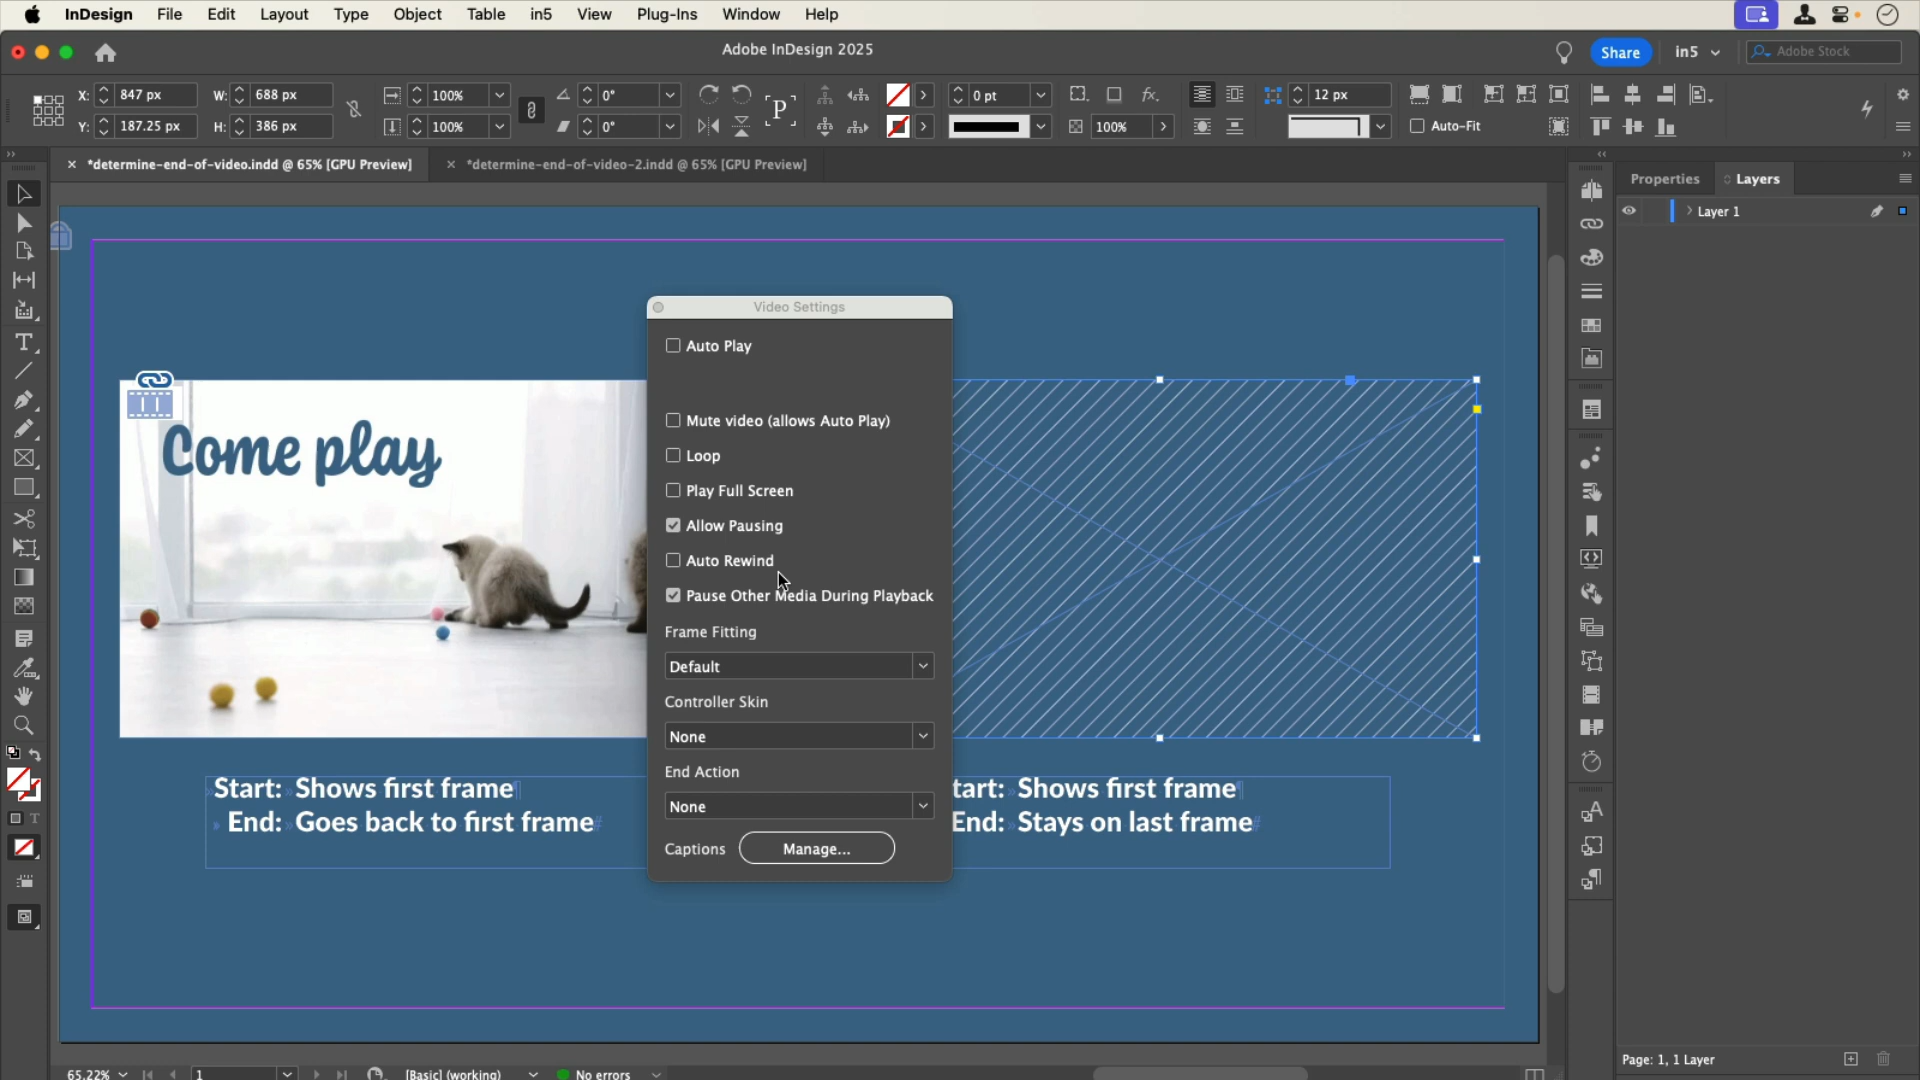 InDesign File Edit Layout Type Object Table in5 View Plug-Ins Window Help
Adobe InDesign 2025
Share
in5
Adobe Stock
X: 847 px W: 688 px 100% 0° 0 pt 12 px
Y: 187.25 px H: 386 px 100% 0° 100% Auto-Fit
P
*determine-end-of-video.indd @ 65% [GPU Preview] *determine-end-of-video-2.indd @ 65% [GPU Preview]
Properties Layers
Layer 1
Video Settings
Auto Play
Mute video (allows Auto Play)
Loop
Play Full Screen
Allow Pausing
Auto Rewind
Pause Other Media During Playback
Frame Fitting
Default
Controller Skin
None
End Action
None
Captions Manage...
Come play
Start: Shows first frame
End: Goes back to first frame
tart: Shows first frame
End: Stays on last frame
65.22% 1 [Basic] (working) No errors
Page: 1, 1 Layer